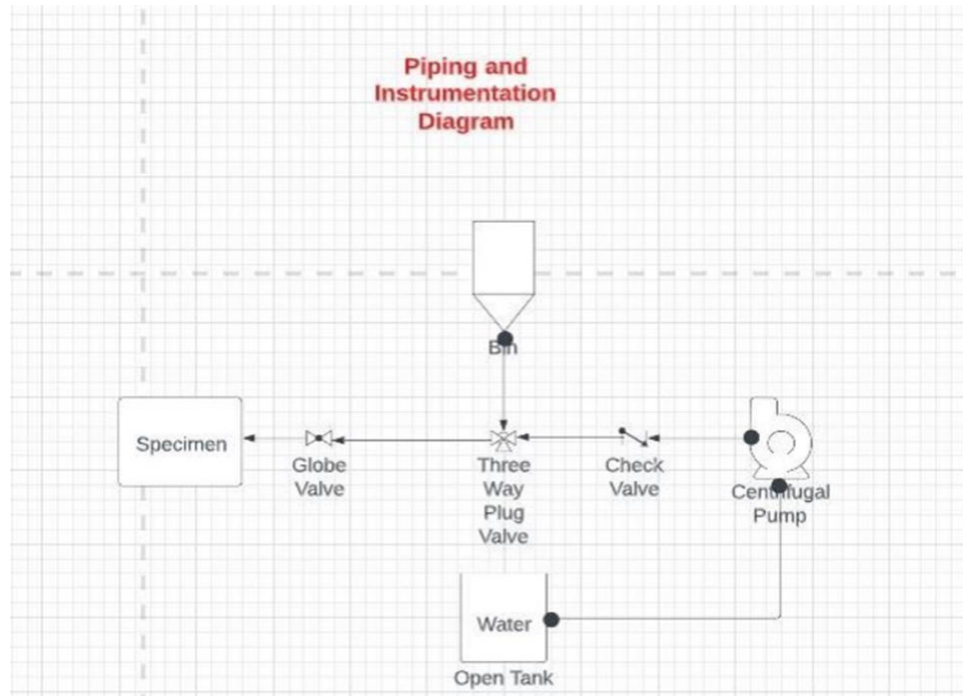 Piping and
Instrumentation
Diagram
Bin
Specimen
Globe
Valve
Three
Way
Plug
Valve
Check
Valve
Centrifugal
Pump
Water
Open Tank